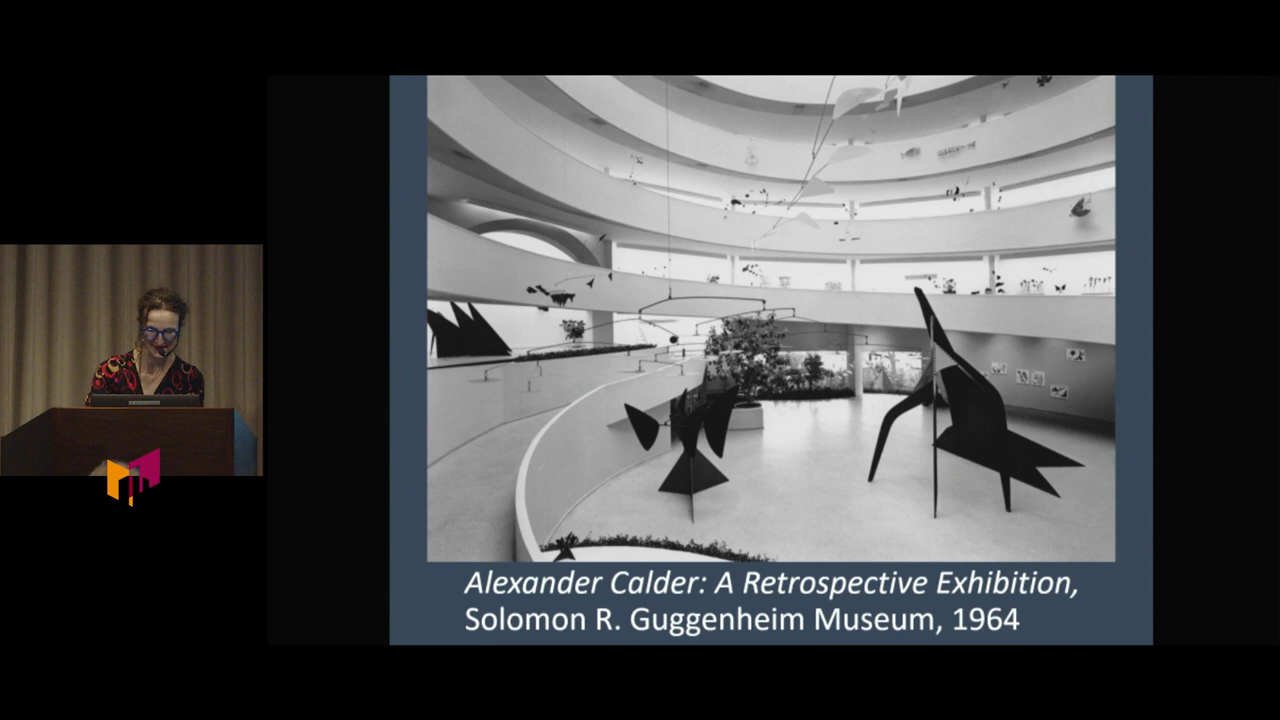 Alexander Calder: A Retrospective Exhibition,
Solomon R. Guggenheim Museum, 1964